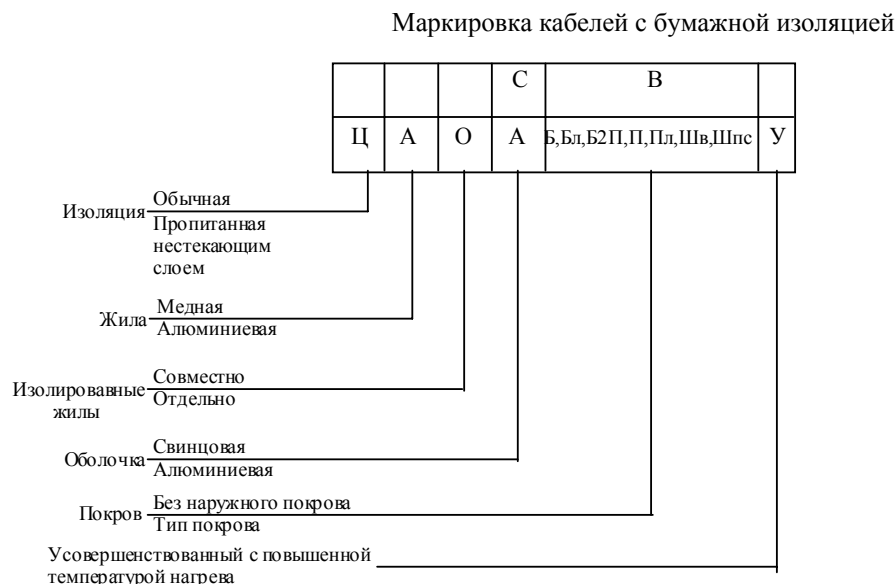 Маркировка кабелей с бумажной изоляцией
С В
Ц А О А Б,Бл,Б2П,П,Пл,Шв,Шпс У
Обычная
Изоляция
Пропитанная
нестекающим
слоем
Медная
Жила
Алюминиевая
Совместно
Изолировавные
Отдельно
жилы
Свинцовая
Оболочка
Алюминиевая
Без наружного покрова
Покров
Тип покрова
Усовершенствованный с повышенной
температурой нагрева